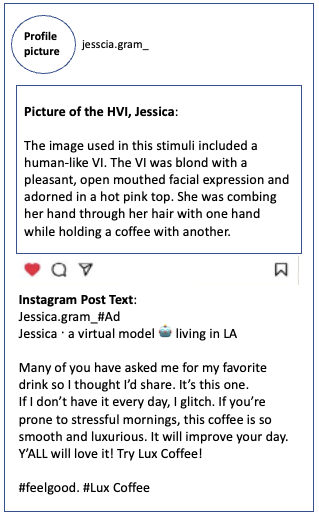 Profile
picture
jesscia.gram_
Picture of the HVI, Jessica:
The image used in this stimuli included a
human-like VI. The VI was blond with a
pleasant, open mouthed facial expression and
adorned in a hot pink top. She was combing
her hand through her hair with one hand
while holding a coffee with another.
Instagram Post Text:
Jessica.gram_#Ad
Jessica · a virtual model 🤖 living in LA
Many of you have asked me for my favorite
drink so I thought I’d share. It’s this one.
If I don’t have it every day, I glitch. If you’re
prone to stressful mornings, this coffee is so
smooth and luxurious. It will improve your day.
Y’ALL will love it! Try Lux Coffee!
#feelgood. #Lux Coffee